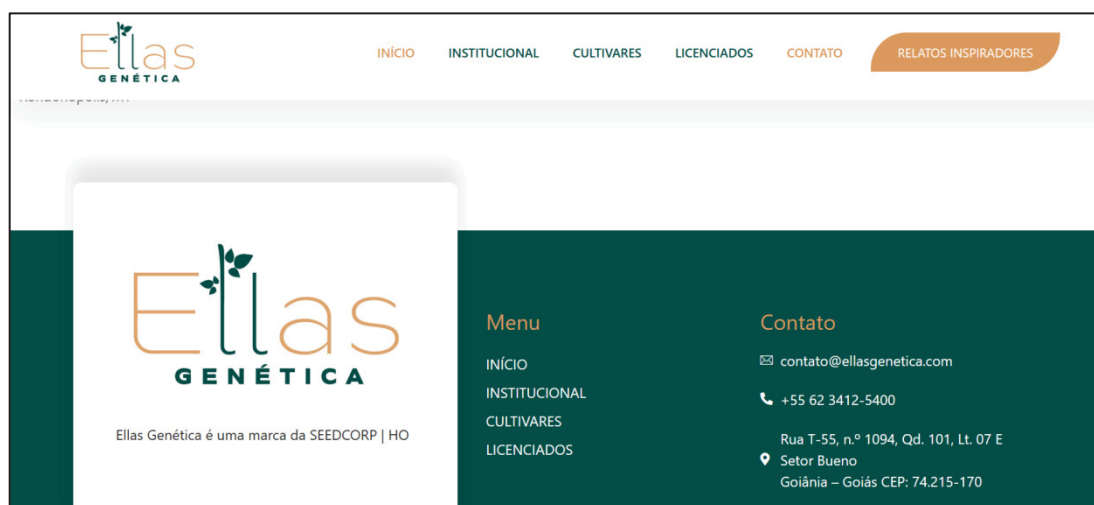 Ellas
GENÉTICA
INÍCIO
INSTITUCIONAL
CULTIVARES
LICENCIADOS
CONTATO
RELATOS INSPIRADORES
Ellas
GENÉTICA
Ellas Genética é uma marca da SEEDCORP | HO
Menu
INÍCIO
INSTITUCIONAL
CULTIVARES
LICENCIADOS
Contato
contato@ellasgenetica.com
+55 62 3412-5400
Rua T-55, n.º 1094, Qd. 101, Lt. 07 E
Setor Bueno
Goiânia – Goiás CEP: 74.215-170